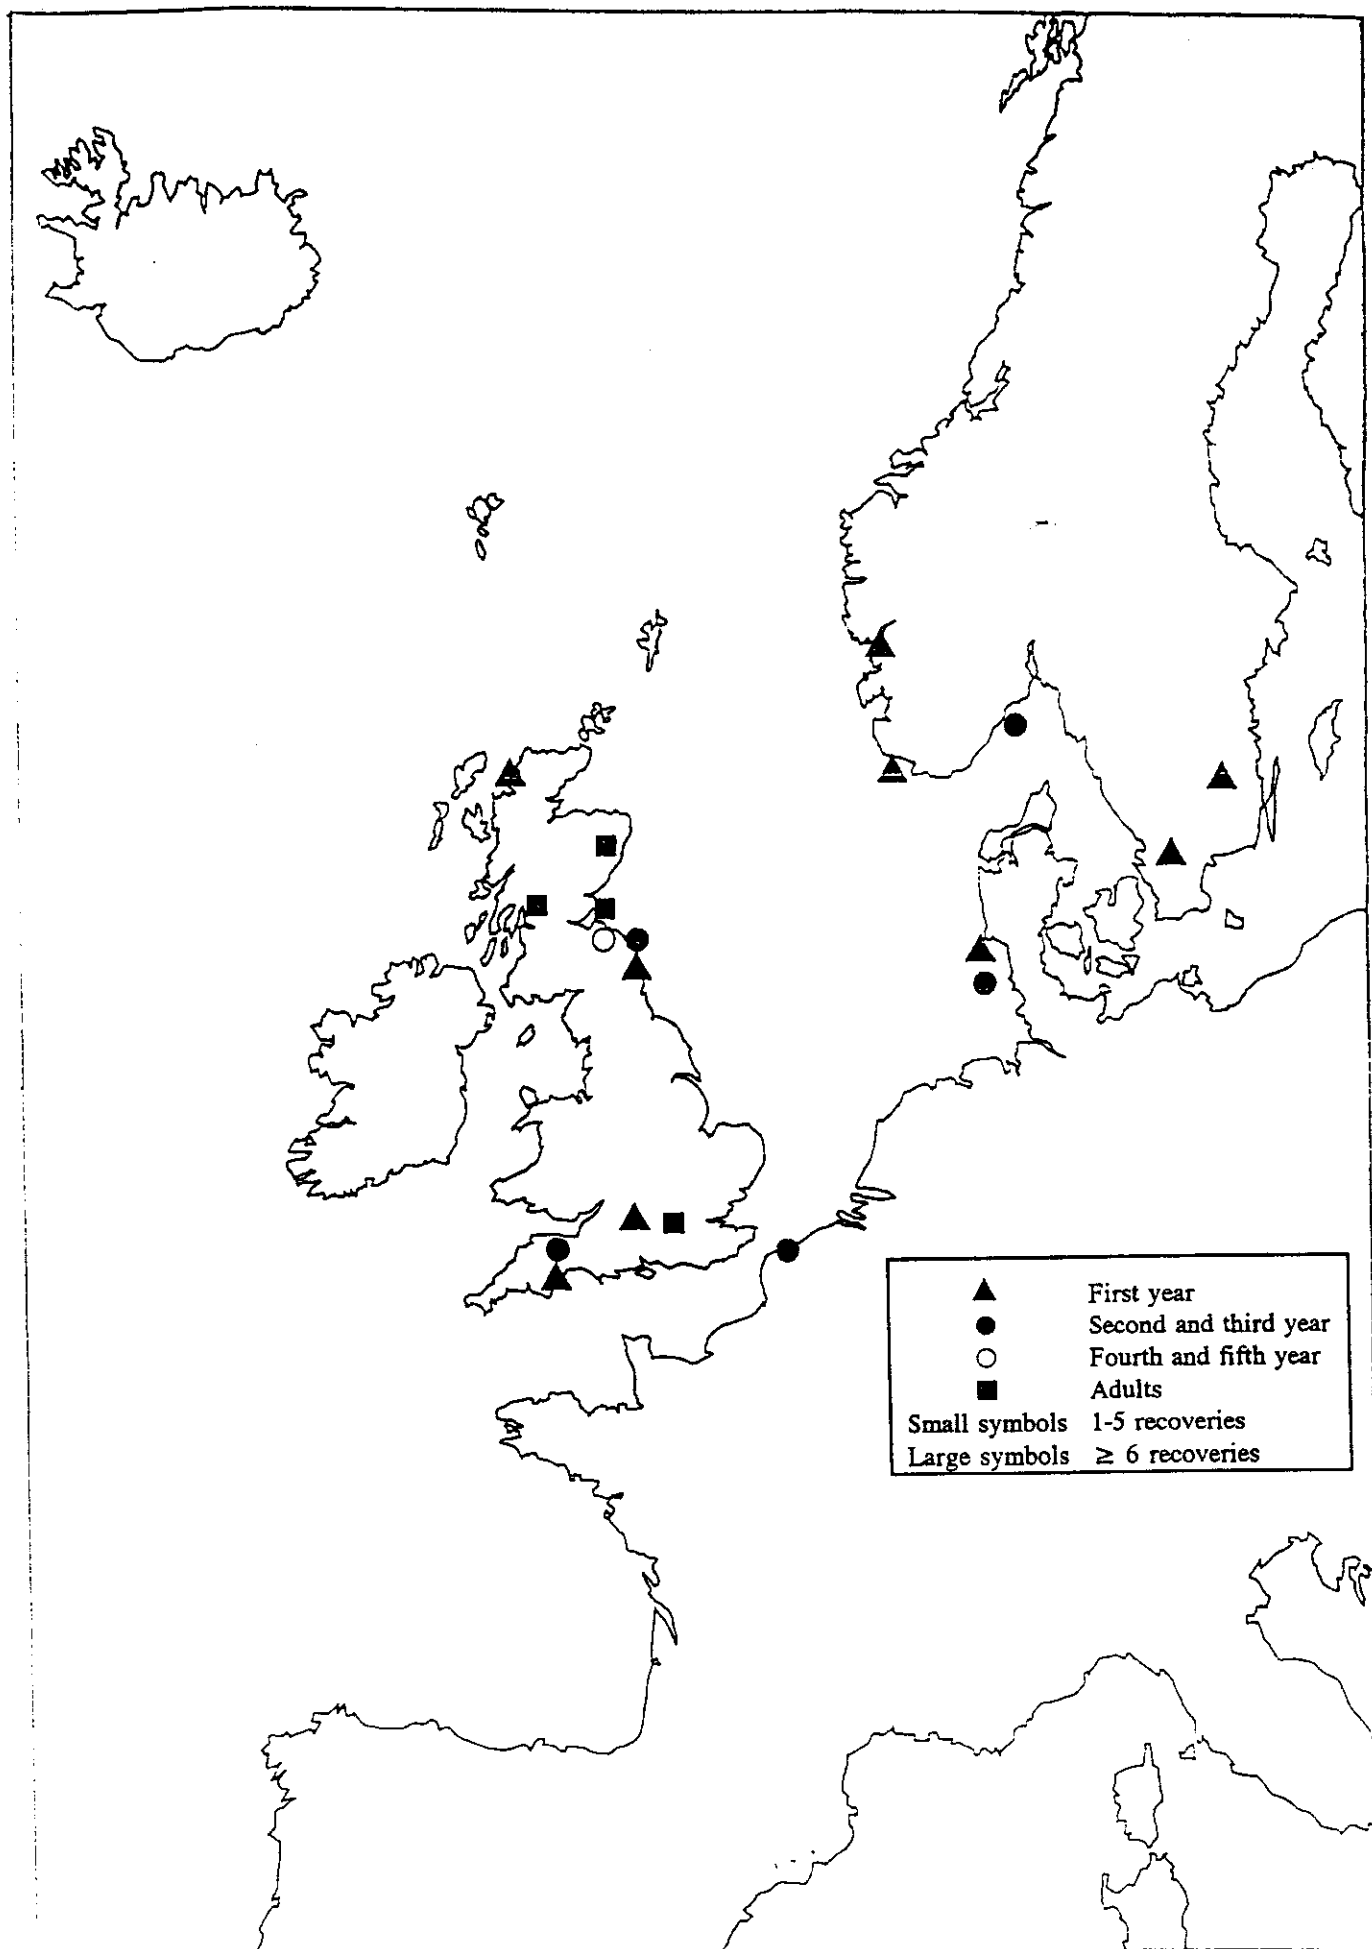 First year
Second and third year
Fourth and fifth year
Adults
Small symbols 1-5 recoveries
Large symbols ≥ 6 recoveries